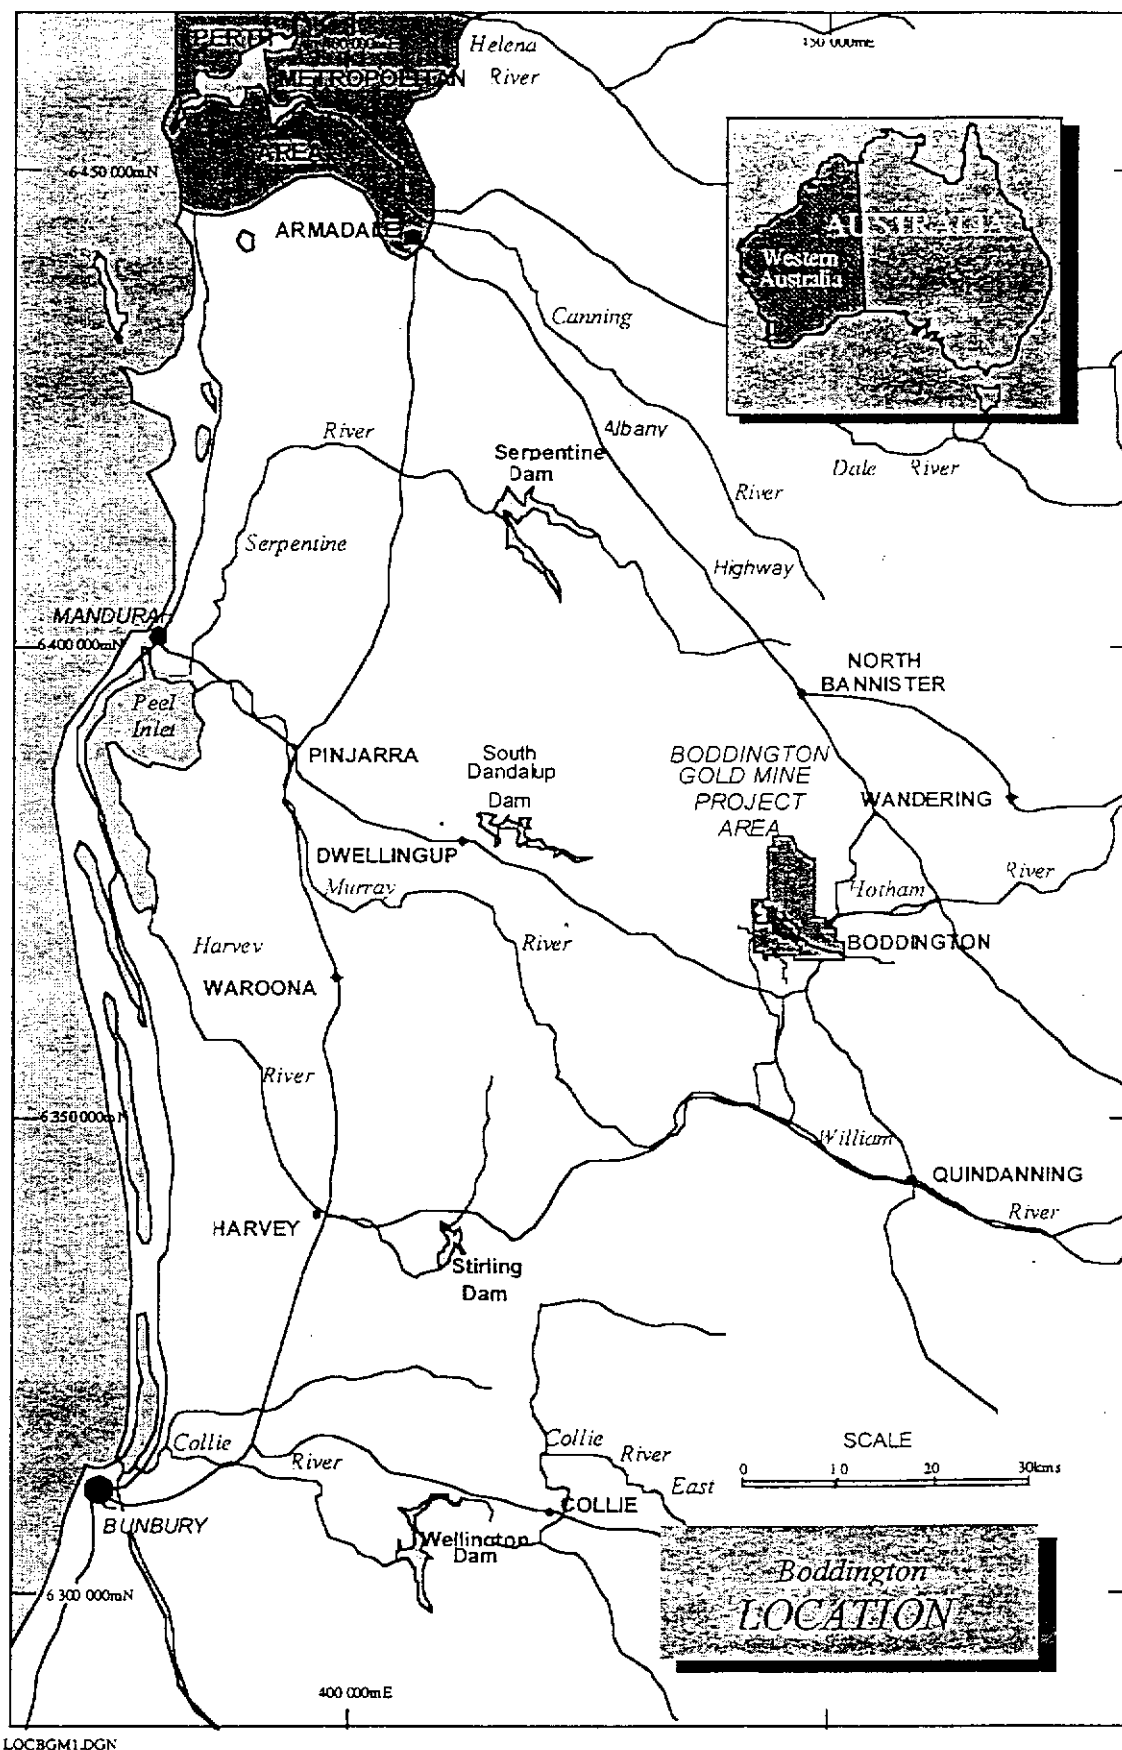 PERTH
METROPOLITAN
AREA
Helena
River
450 000mE
6 450 000mN
ARMADALE
AUSTRALIA
Western
Australia
Canning
River
Albany
Highway
Dale River
River
Serpentine
Serpentine
Dam
MANDURAH
6 400 000mN
Peel
Inlet
NORTH
BANNISTER
PINJARRA
South
Dandalup
Dam
BODDINGTON
GOLD MINE
PROJECT
AREA
WANDERING
DWELLINGUP
Murray
River
Hotham
River
BODDINGTON
Harvey
River
WAROONA
6 350 000mN
William
River
QUINDANNING
HARVEY
Stirling
Dam
Collie
River
Collie
River
East
SCALE
0 10 20 30kms
COLLIE
BUNBURY
Wellington
Dam
6 300 000mN
Boddington
LOCATION
400 000mE
LOCBGM1.DGN